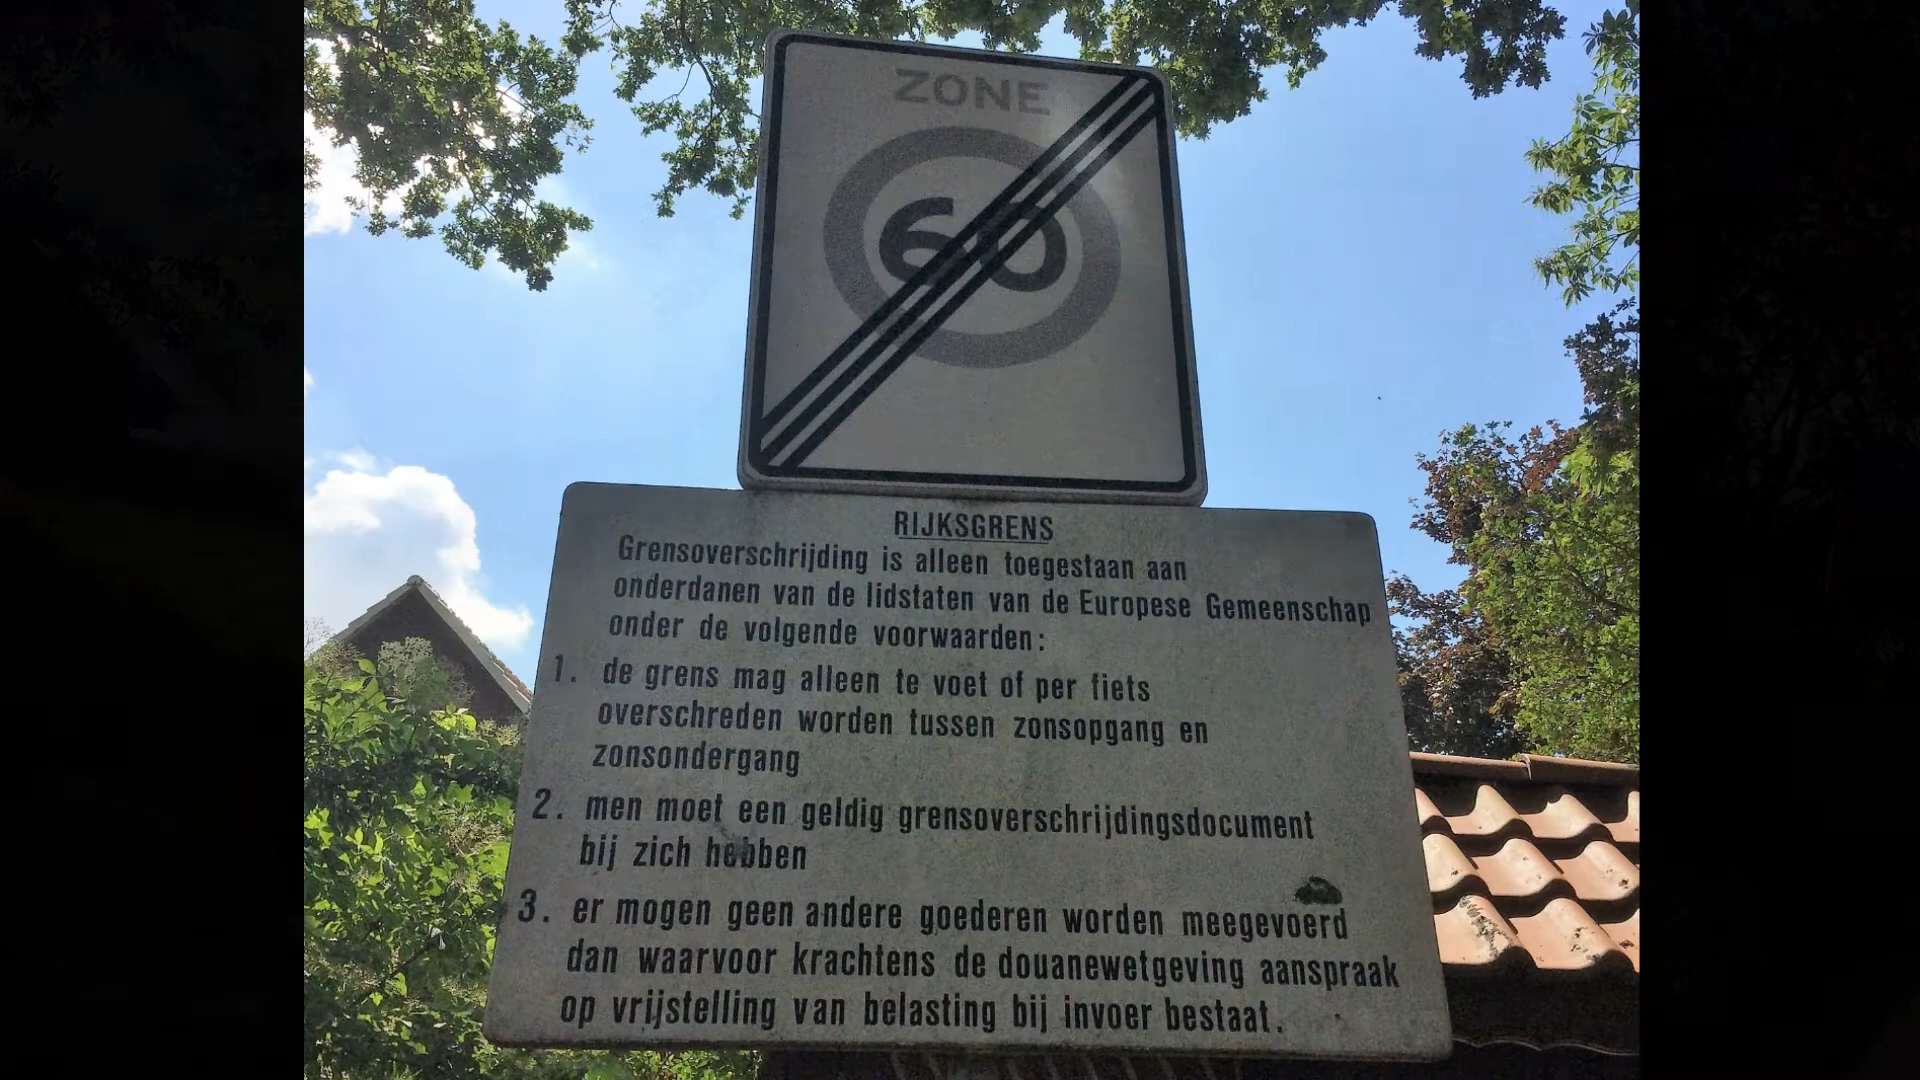 ZONE
60
RIJKSGRENS
Grensoverschrijding is alleen toegestaan aan
onderdanen van de lidstaten van de Europese Gemeenschap
onder de volgende voorwaarden:
1. de grens mag alleen te voet of per fiets
overschreden worden tussen zonsopgang en
zonsondergang
2. men moet een geldig grensoverschrijdingsdocument
bij zich hebben
3. er mogen geen andere goederen worden meegevoerd
dan waarvoor krachtens de douanewetgeving aanspraak
op vrijstelling van belasting bij invoer bestaat.